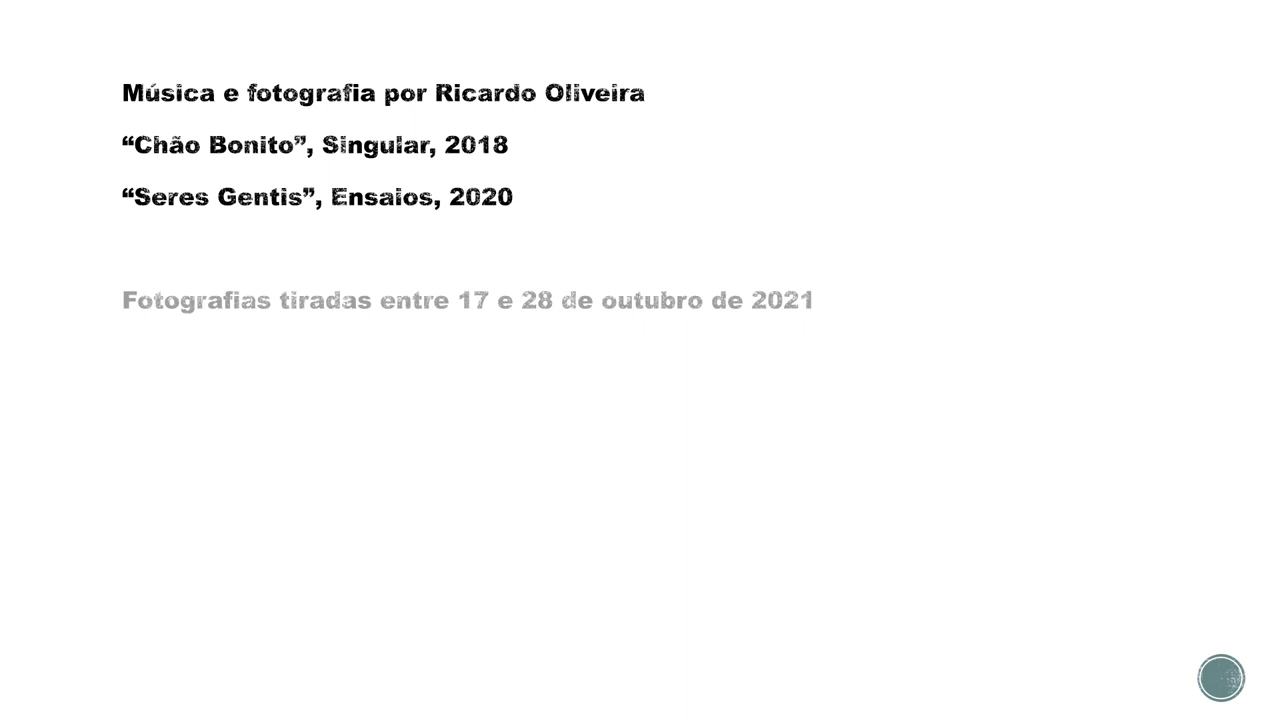 Música e fotografia por Ricardo Oliveira
“Chão Bonito”, Singular, 2018
“Seres Gentis”, Ensaios, 2020
Fotografias tiradas entre 17 e 28 de outubro de 2021